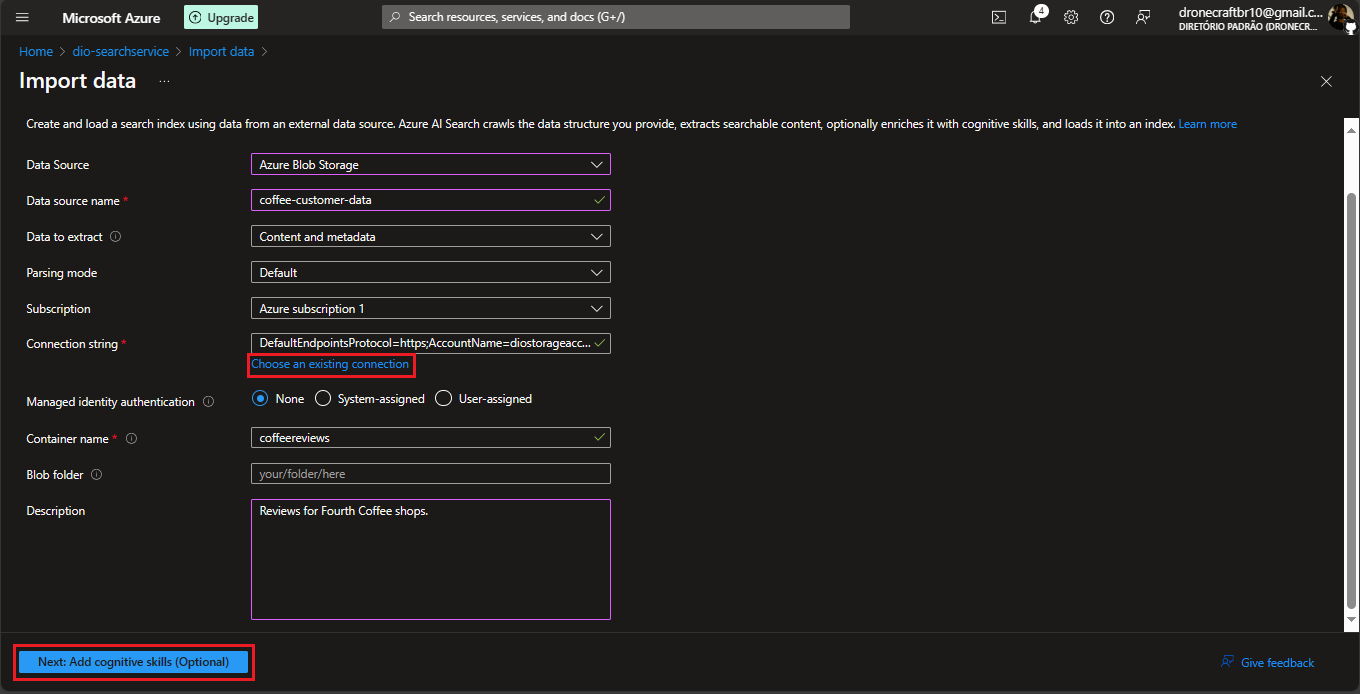 Microsoft Azure Upgrade Search resources, services, and docs (G+/) 4 dronecraftbr10@gmail.c...
DIRETÓRIO PADRÃO (DRONECR...
Home > dio-searchservice > Import data >
Import data ...
Create and load a search index using data from an external data source. Azure AI Search crawls the data structure you provide, extracts searchable content, optionally enriches it with cognitive skills, and loads it into an index. Learn more
Data Source Azure Blob Storage
Data source name * coffee-customer-data
Data to extract Content and metadata
Parsing mode Default
Subscription Azure subscription 1
Connection string * DefaultEndpointsProtocol=https;AccountName=diostorageacc...
Choose an existing connection
Managed identity authentication None System-assigned User-assigned
Container name * coffeereviews
Blob folder your/folder/here
Description Reviews for Fourth Coffee shops.
Next: Add cognitive skills (Optional) Give feedback